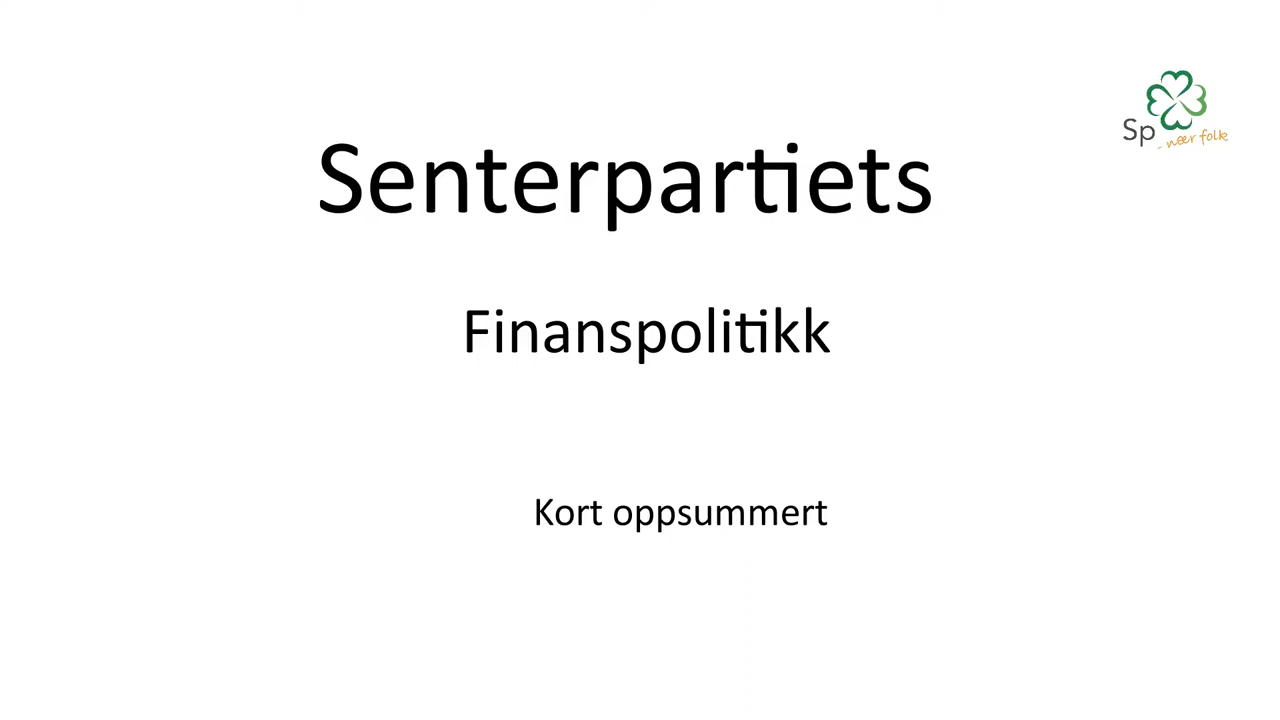 Senterpartiets
Sp
- nær folk
Finanspolitikk
Kort oppsummert